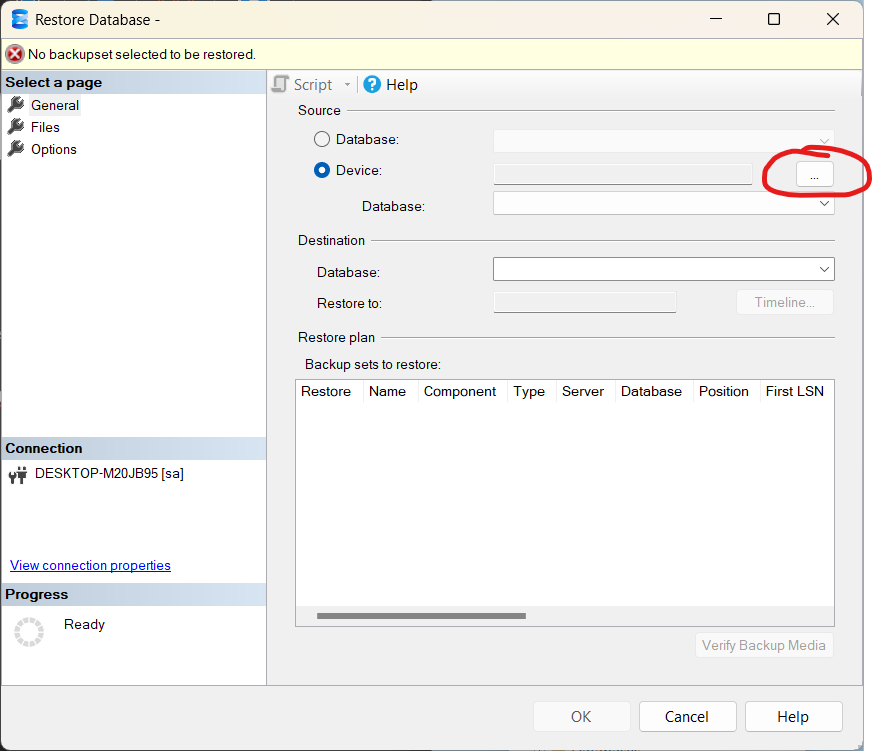 Restore Database -
No backupset selected to be restored.
Select a page
General
Files
Options
Connection
DESKTOP-M20JB95 [sa]
View connection properties
Progress
Ready
Script
Help
Source
Database:
Device:
...
Database:
Destination
Database:
Restore to:
Timeline...
Restore plan
Backup sets to restore:
Restore Name Component Type Server Database Position First LSN
Verify Backup Media
OK Cancel Help